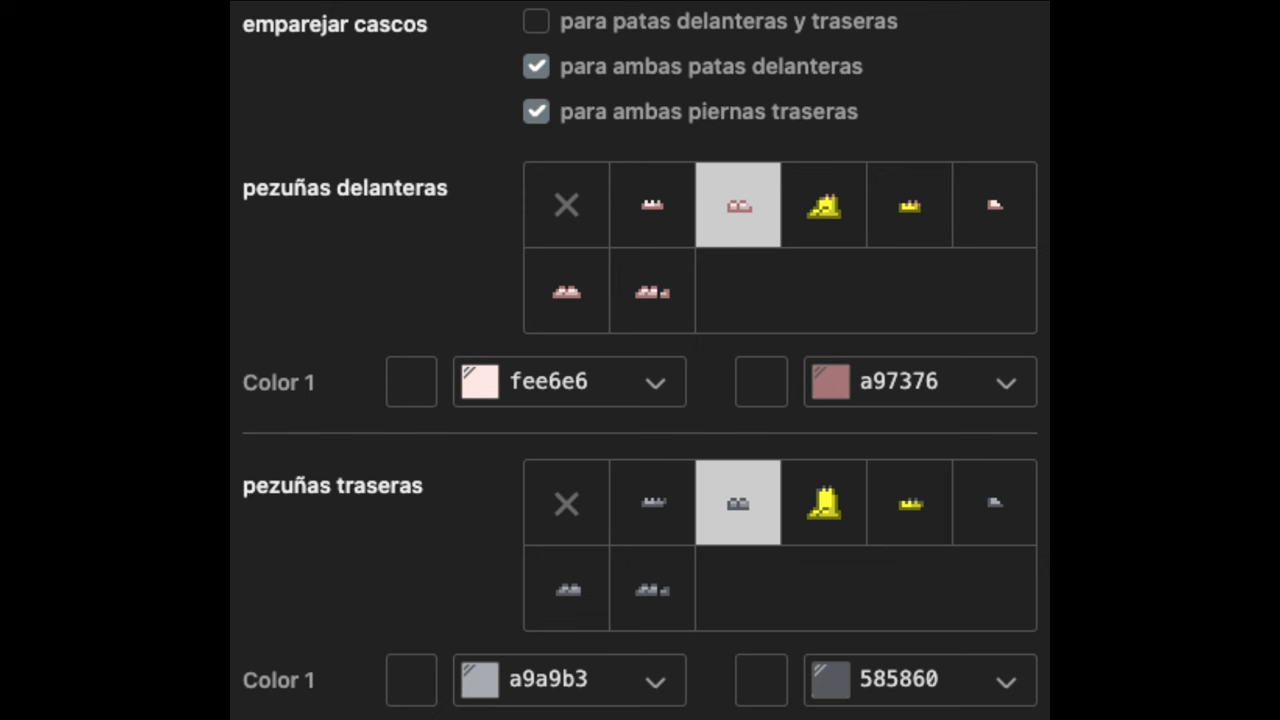 emparejar cascos
para patas delanteras y traseras
para ambas patas delanteras
para ambas piernas traseras
pezuñas delanteras
Color 1 fee6e6 a97376
pezuñas traseras
Color 1 a9a9b3 585860